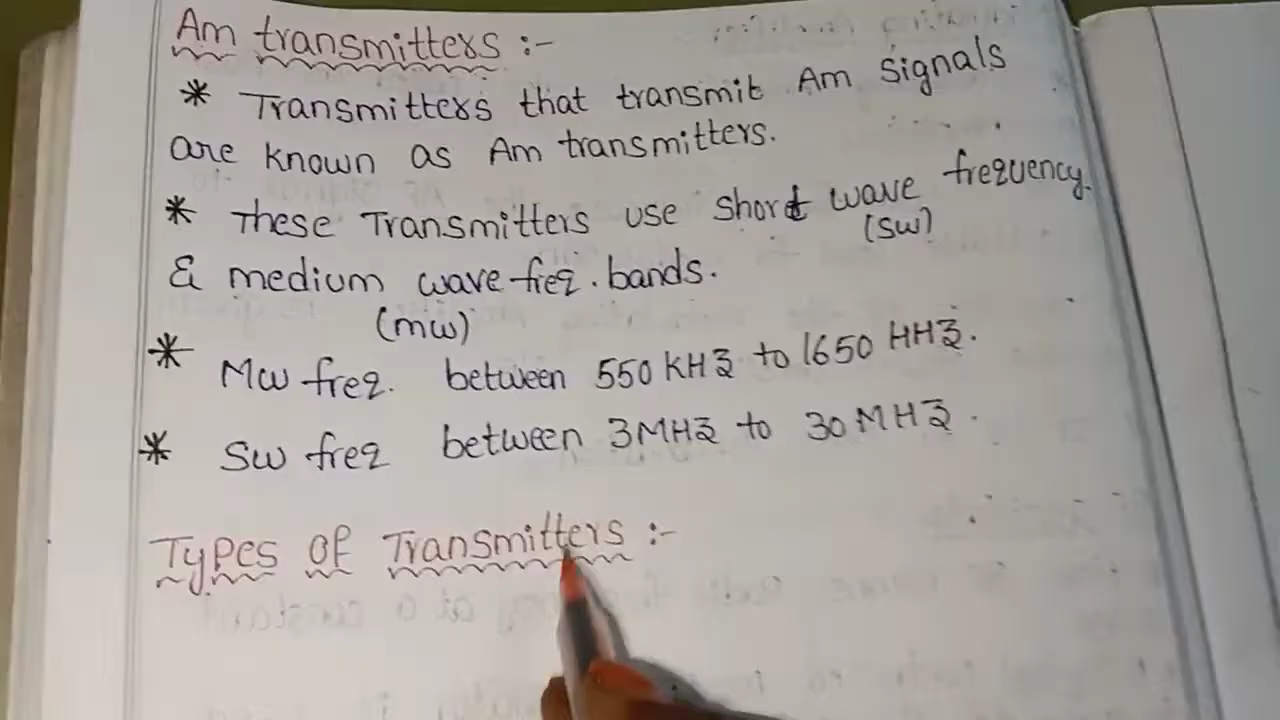 Am transmitters :-
* Transmitters that transmit Am signals
are known as Am transmitters.
* These Transmitters use short wave frequency
(sw)
& medium wave freq. bands.
(mw)
* Mw freq. between 550 KHz to 1650 HHz.
* Sw freq between 3MHz to 30 MHz.
Types of Transmitters :-